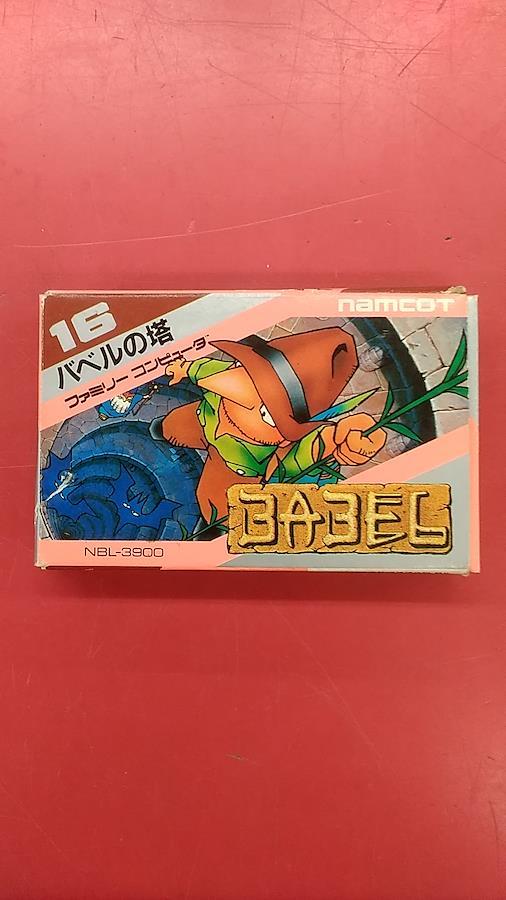 16
namcot
バベルの塔
ファミリー コンピュータ
BABEL
NBL-3900